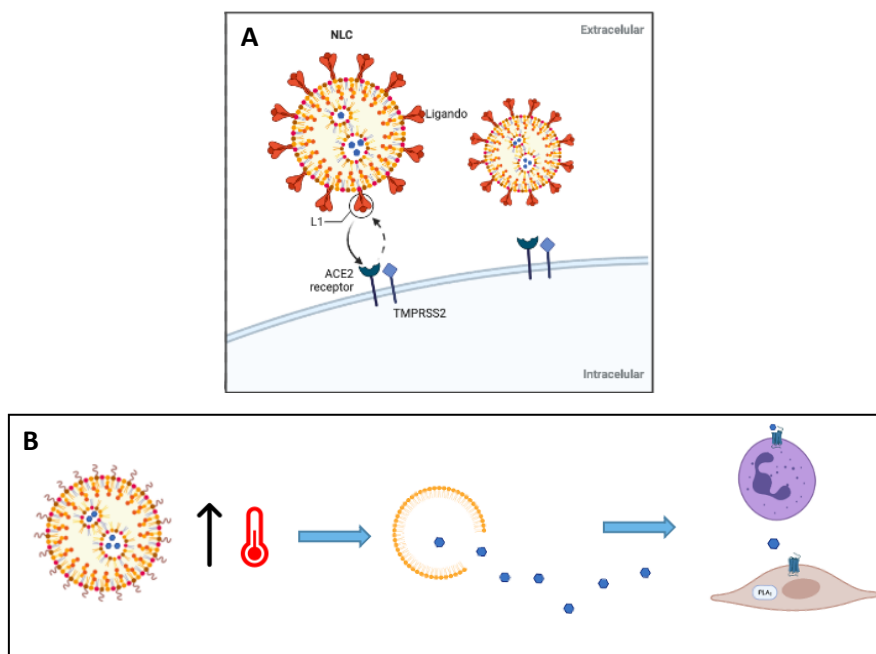 A
NLC
Extracelular
Ligando
L1
ACE2
receptor
TMPRSS2
Intracelular
B
PLA₂